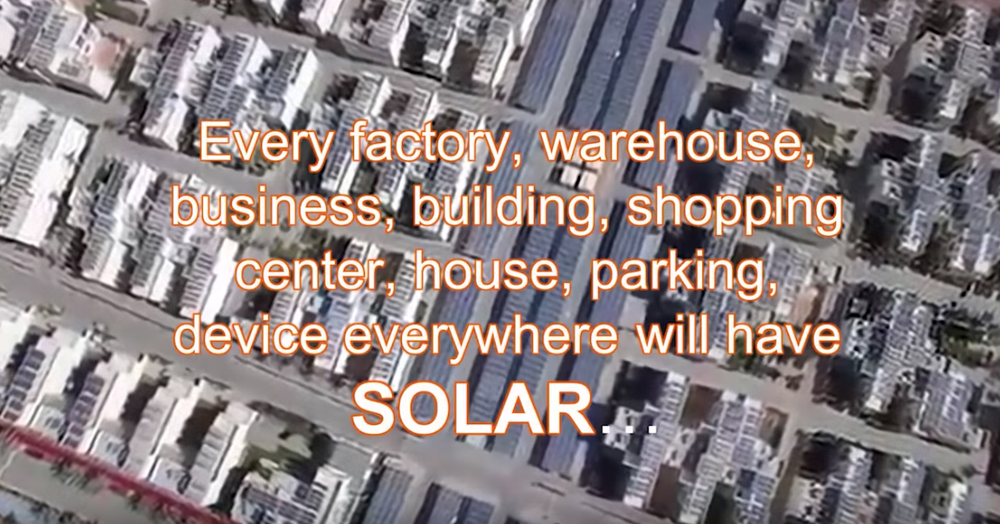 Every factory, warehouse,
business, building, shopping
center, house, parking,
device everywhere will have
SOLAR...